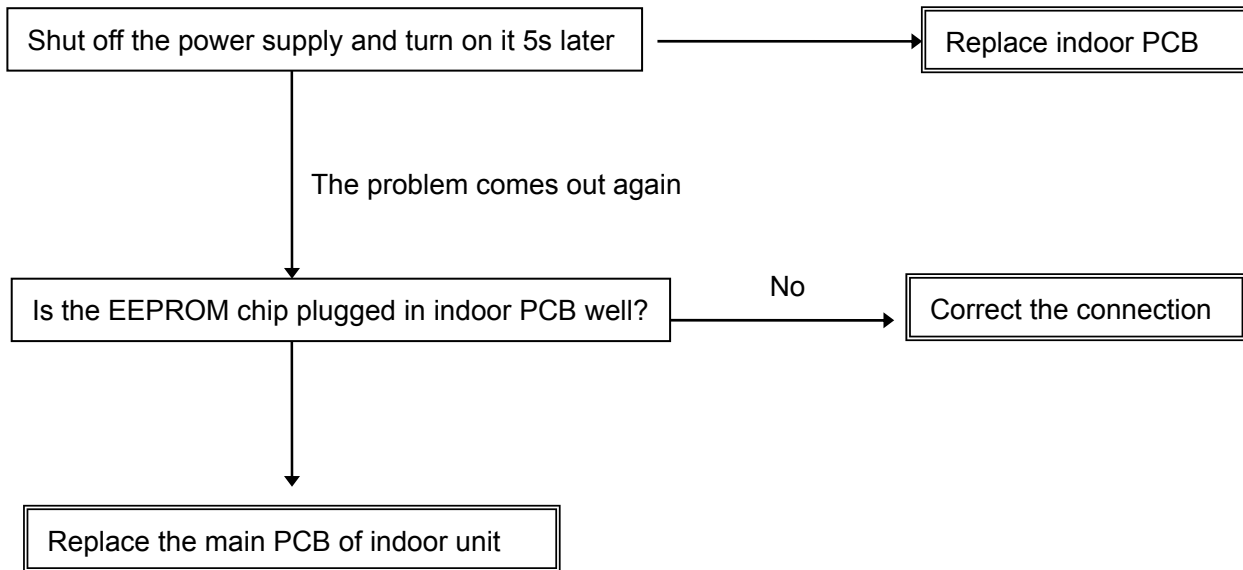 Shut off the power supply and turn on it 5s later
Replace indoor PCB
The problem comes out again
Is the EEPROM chip plugged in indoor PCB well?
No
Correct the connection
Replace the main PCB of indoor unit